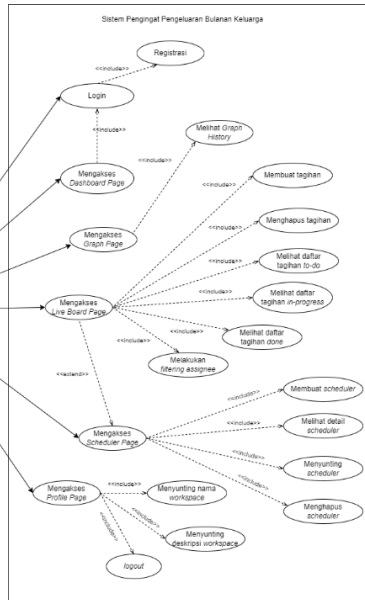 Sistem Pengingat Pengeluaran Bulanan Keluarga
Registrasi
<<include>>
Login
<<include>>
Melihat Graph
History
<<include>>
Mengakses
Dashboard Page
Membuat tagihan
<<include>>
Mengakses
Graph Page
Menghapus tagihan
<<include>>
Melihat daftar
tagihan to-do
<<include>>
Melihat daftar
tagihan in-progress
<<include>>
Mengakses
Live Board Page
<<include>>
Melihat daftar
tagihan done
<<include>>
Melakukan
filtering assignee
<<extend>>
Membuat scheduler
<<include>>
Melihat detail
scheduler
<<include>>
Mengakses
Scheduler Page
Menyunting
scheduler
<<include>>
Menghapus
scheduler
<<include>>
Mengakses
Profile Page
<<include>>
Menyunting nama
workspace
<<include>>
Menyunting
deskripsi workspace
<<include>>
logout